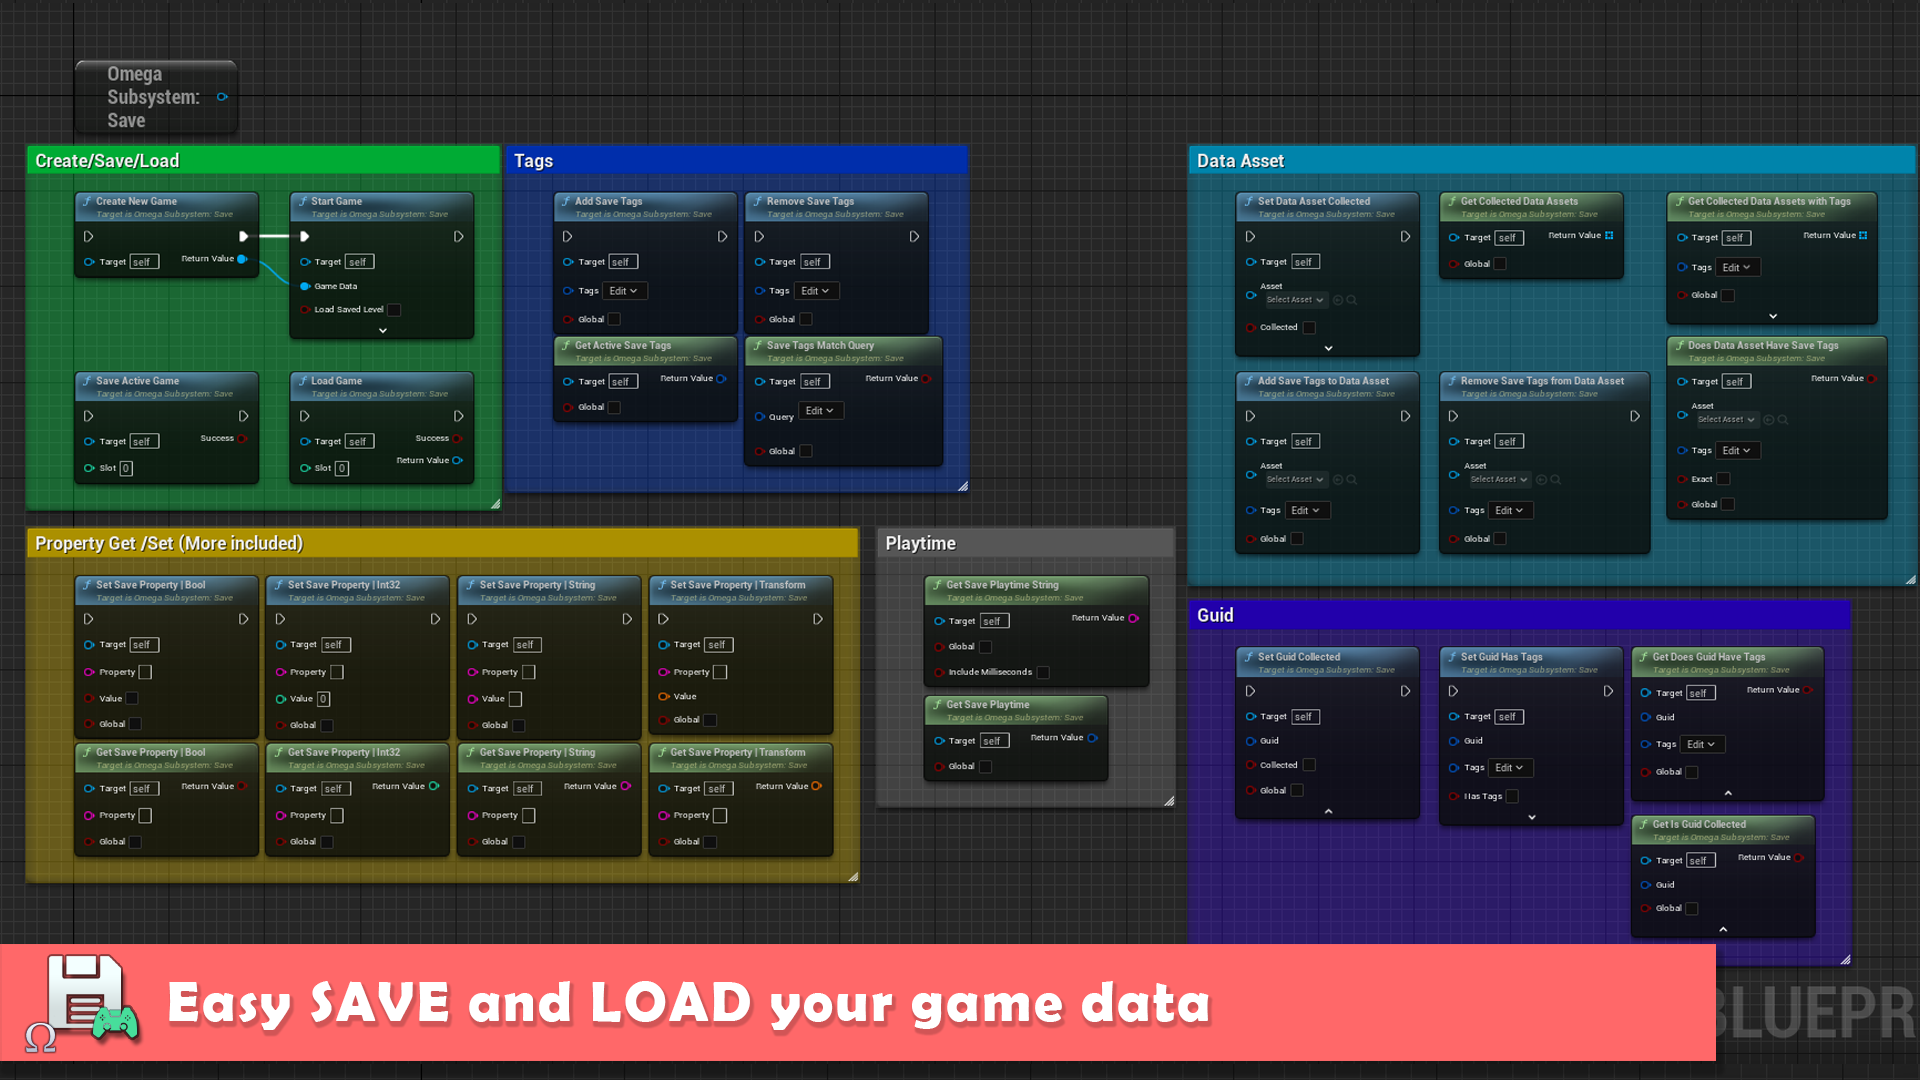 Omega
Subsystem:
Save
Create/Save/Load
Create New Game
Target is Omega Subsystem: Save
Target self
Return Value
Start Game
Target is Omega Subsystem: Save
Target self
Game Data
Load Saved Level
Save Active Game
Target is Omega Subsystem: Save
Target self
Success
Slot 0
Load Game
Target is Omega Subsystem: Save
Target self
Success
Slot 0
Return Value
Tags
Add Save Tags
Target is Omega Subsystem: Save
Target self
Tags Edit
Global
Remove Save Tags
Target is Omega Subsystem: Save
Target self
Tags Edit
Global
Get Active Save Tags
Target is Omega Subsystem: Save
Target self
Return Value
Global
Save Tags Match Query
Target is Omega Subsystem: Save
Target self
Return Value
Query Edit
Global
Data Asset
Set Data Asset Collected
Target is Omega Subsystem: Save
Target self
Asset
Select Asset
Collected
Get Collected Data Assets
Target is Omega Subsystem: Save
Target self
Return Value
Global
Get Collected Data Assets with Tags
Target is Omega Subsystem: Save
Target self
Return Value
Tags Edit
Global
Add Save Tags to Data Asset
Target is Omega Subsystem: Save
Target self
Asset
Select Asset
Tags Edit
Global
Remove Save Tags from Data Asset
Target is Omega Subsystem: Save
Target self
Asset
Select Asset
Tags Edit
Global
Does Data Asset Have Save Tags
Target is Omega Subsystem: Save
Target self
Return Value
Asset
Select Asset
Tags Edit
Exact
Global
Property Get /Set (More included)
Set Save Property | Bool
Target is Omega Subsystem: Save
Target self
Property
Value
Global
Set Save Property | Int32
Target is Omega Subsystem: Save
Target self
Property
Value 0
Global
Set Save Property | String
Target is Omega Subsystem: Save
Target self
Property
Value
Global
Set Save Property | Transform
Target is Omega Subsystem: Save
Target self
Property
Value
Global
Get Save Property | Bool
Target is Omega Subsystem: Save
Target self
Return Value
Property
Global
Get Save Property | Int32
Target is Omega Subsystem: Save
Target self
Return Value
Property
Global
Get Save Property | String
Target is Omega Subsystem: Save
Target self
Return Value
Property
Global
Get Save Property | Transform
Target is Omega Subsystem: Save
Target self
Return Value
Property
Global
Playtime
Get Save Playtime String
Target is Omega Subsystem: Save
Target self
Return Value
Global
Include Milliseconds
Get Save Playtime
Target is Omega Subsystem: Save
Target self
Return Value
Global
Guid
Set Guid Collected
Target is Omega Subsystem: Save
Target self
Guid
Collected
Global
Set Guid Has Tags
Target is Omega Subsystem: Save
Target self
Guid
Tags Edit
Has Tags
Get Does Guid Have Tags
Target is Omega Subsystem: Save
Target self
Return Value
Guid
Tags Edit
Global
Get Is Guid Collected
Target is Omega Subsystem: Save
Target self
Return Value
Guid
Global
Ω
Easy SAVE and LOAD your game data
BLUEPR